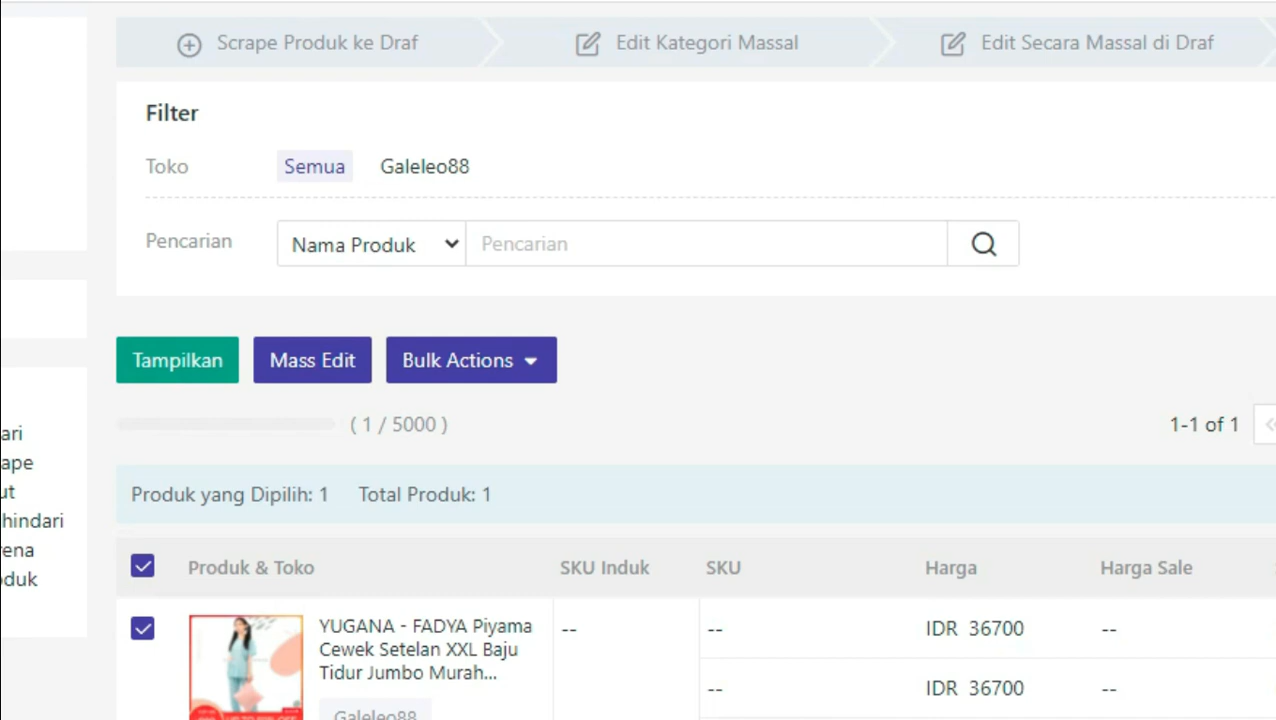 Scrape Produk ke Draf
Edit Kategori Massal
Edit Secara Massal di Draf
Filter
Toko Semua Galeleo88
Pencarian Nama Produk Pencarian
Tampilkan Mass Edit Bulk Actions
( 1 / 5000 ) 1-1 of 1
ari
ape
ut
hindari
rena
oduk
Produk yang Dipilih: 1 Total Produk: 1
Produk & Toko SKU Induk SKU Harga Harga Sale
YUGANA - FADYA Piyama
Cewek Setelan XXL Baju
Tidur Jumbo Murah...
-- -- IDR 36700 --
-- IDR 36700 --
Galeleo88